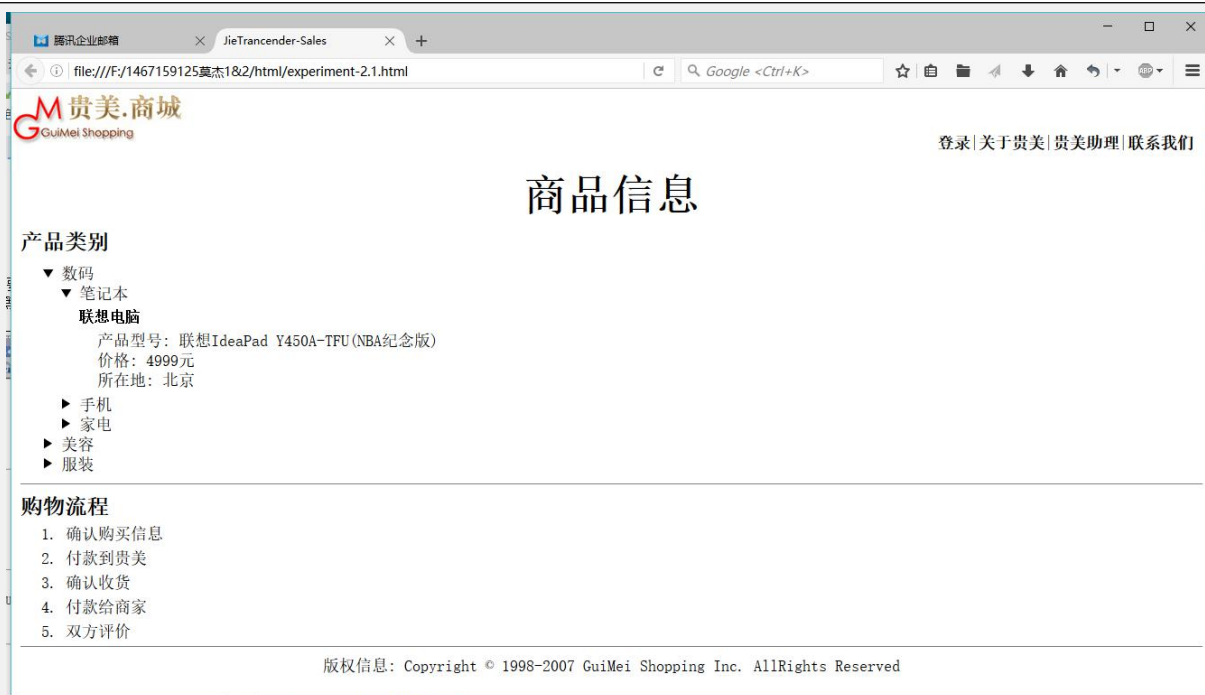 腾讯企业邮箱
JieTrancender-Sales
file:///F:/1467159125莫杰1&2/html/experiment-2.1.html
Google <Ctrl+K>
ABP
GM 贵美.商城
GuiMei Shopping
登录|关于贵美|贵美助理|联系我们
商品信息
产品类别
数码
笔记本
联想电脑
产品型号: 联想IdeaPad Y450A-TFU(NBA纪念版)
价格: 4999元
所在地: 北京
手机
家电
美容
服装
购物流程
1. 确认购买信息
2. 付款到贵美
3. 确认收货
4. 付款给商家
5. 双方评价
版权信息: Copyright © 1998-2007 GuiMei Shopping Inc. AllRights Reserved